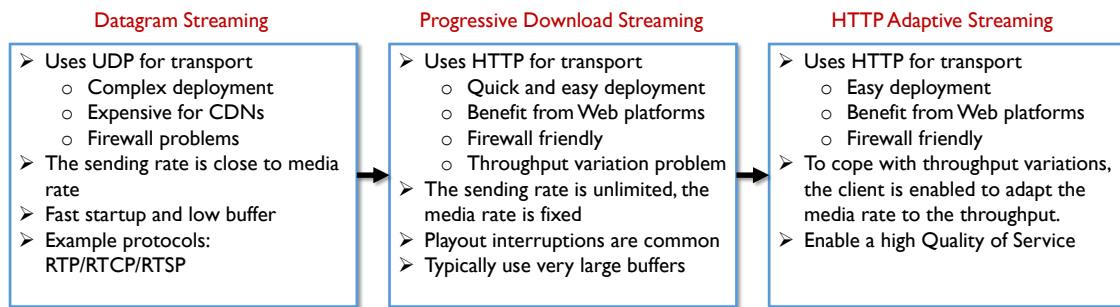 Datagram Streaming
➢ Uses UDP for transport
o Complex deployment
o Expensive for CDNs
o Firewall problems
➢ The sending rate is close to media
rate
➢ Fast startup and low buffer
➢ Example protocols:
RTP/RTCP/RTSP
Progressive Download Streaming
➢ Uses HTTP for transport
o Quick and easy deployment
o Benefit from Web platforms
o Firewall friendly
o Throughput variation problem
➢ The sending rate is unlimited, the
media rate is fixed
➢ Playout interruptions are common
➢ Typically use very large buffers
HTTP Adaptive Streaming
➢ Uses HTTP for transport
o Easy deployment
o Benefit from Web platforms
o Firewall friendly
➢ To cope with throughput variations,
the client is enabled to adapt the
media rate to the throughput.
➢ Enable a high Quality of Service